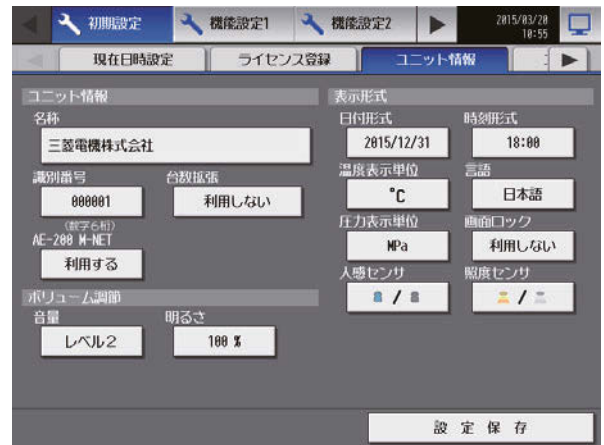 初期設定
機能設定1
機能設定2
2015/03/20
10:55
現在日時設定
ライセンス登録
ユニット情報
ユニット情報
名称
三菱電機株式会社
識別番号
台数拡張
000001
利用しない
(数字6桁)
AE-200 M-NET
利用する
ボリューム調節
音量
明るさ
レベル2
100 %
表示形式
日付形式
時刻形式
2015/12/31
18:00
温度表示単位
言語
℃
日本語
圧力表示単位
画面ロック
MPa
利用しない
人感センサ
照度センサ
/
/
設定保存